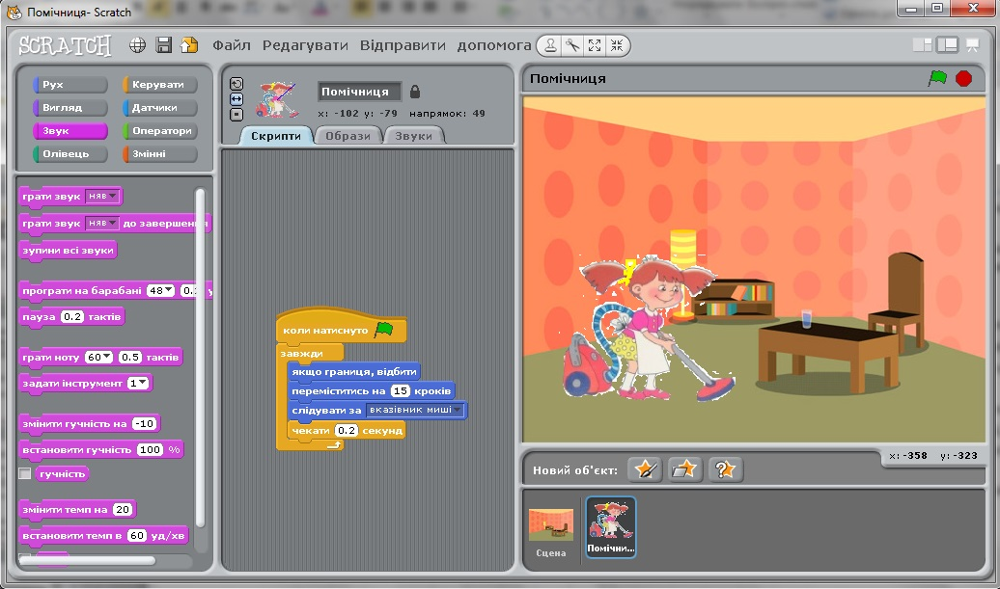 Помічниця- Scratch
SCRATCH
Файл Редагувати Відправити допомога
Рух
Керувати
Вигляд
Датчики
Звук
Оператори
Олівець
Змінні
грати звук няв
грати звук няв до завершенн
зупини всі звуки
програти на барабані 48 0.
пауза 0.2 тактів
грати ноту 60 0.5 тактів
задати інструмент 1
змінити гучність на -10
встановити гучність 100 %
гучність
змінити темп на 20
встановити темп в 60 уд/хв
Помічниця
x: -102 y: -79 напрямок: 49
Скрипти Образи Звуки
коли натиснуто
завжди
якщо границя, відбити
переміститись на 15 кроків
слідувати за вказівник миші
чекати 0.2 секунд
Помічниця
x: -358 y: -323
Новий об'єкт:
Сцена
Помічни...